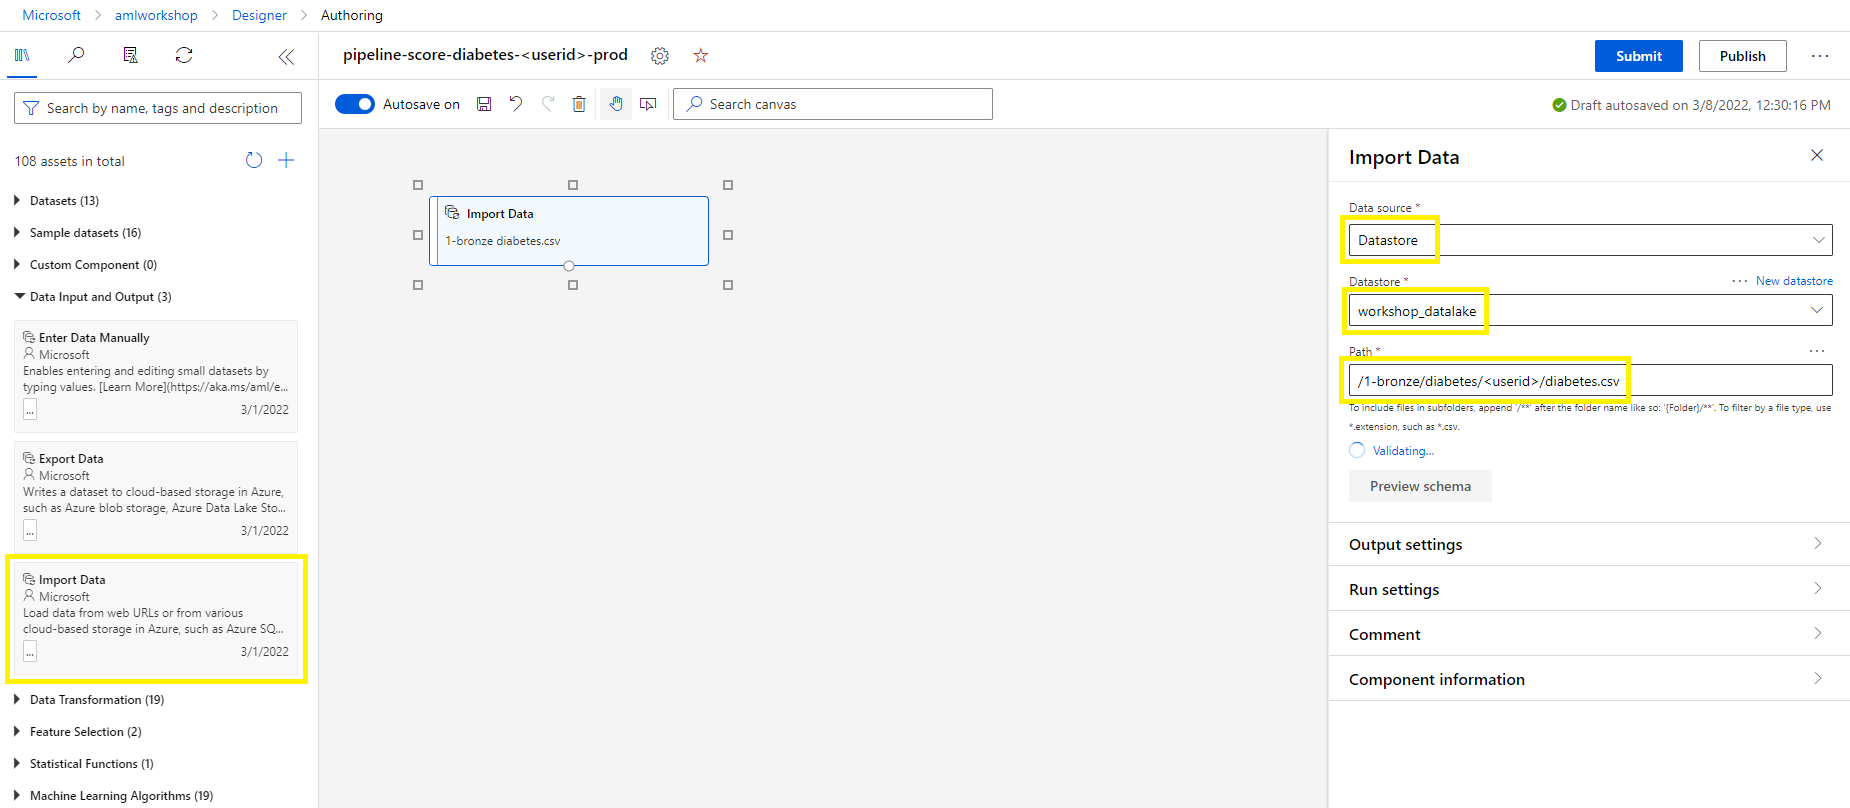 Microsoft > amlworkshop > Designer > Authoring
pipeline-score-diabetes-<userid>-prod
Submit
Publish
...
Search by name, tags and description
Autosave on
Search canvas
Draft autosaved on 3/8/2022, 12:30:16 PM
108 assets in total
Datasets (13)
Sample datasets (16)
Custom Component (0)
Data Input and Output (3)
Enter Data Manually
Microsoft
Enables entering and editing small datasets by
typing values. [Learn More](https://aka.ms/aml/e...
...
3/1/2022
Export Data
Microsoft
Writes a dataset to cloud-based storage in Azure,
such as Azure blob storage, Azure Data Lake Sto...
...
3/1/2022
Import Data
Microsoft
Load data from web URLs or from various
cloud-based storage in Azure, such as Azure SQ...
...
3/1/2022
Data Transformation (19)
Feature Selection (2)
Statistical Functions (1)
Machine Learning Algorithms (19)
Import Data
1-bronze diabetes.csv
Import Data
Data source *
Datastore
Datastore *
... New datastore
workshop_datalake
Path *
...
/1-bronze/diabetes/<userid>/diabetes.csv
To include files in subfolders, append '/**' after the folder name like so: '{Folder}/**'. To filter by a file type, use
*.extension, such as *.csv.
Validating...
Preview schema
Output settings
Run settings
Comment
Component information